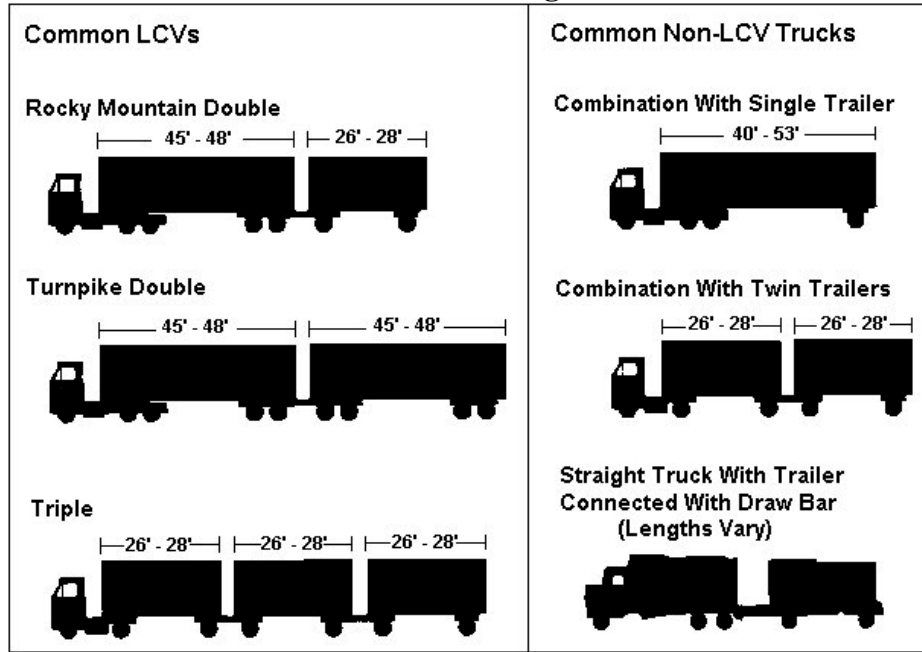 Common LCVs
Rocky Mountain Double
45' - 48' 26' - 28'
Turnpike Double
45' - 48' 45' - 48'
Triple
26' - 28' 26' - 28' 26' - 28'
Common Non-LCV Trucks
Combination With Single Trailer
40' - 53'
Combination With Twin Trailers
26' - 28' 26' - 28'
Straight Truck With Trailer
Connected With Draw Bar
(Lengths Vary)